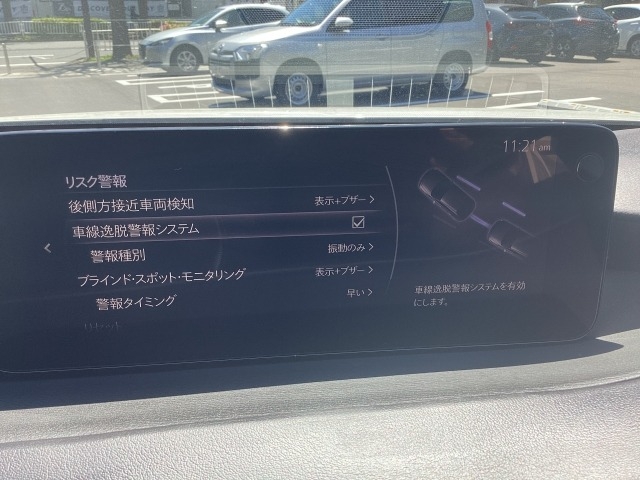 11:21 am
リスク警報
後側方接近車両検知 表示+ブザー
車線逸脱警報システム
警報種別 振動のみ
ブラインド・スポット・モニタリング 表示+ブザー
警報タイミング 早い
リセット
車線逸脱警報システムを有効
にします。